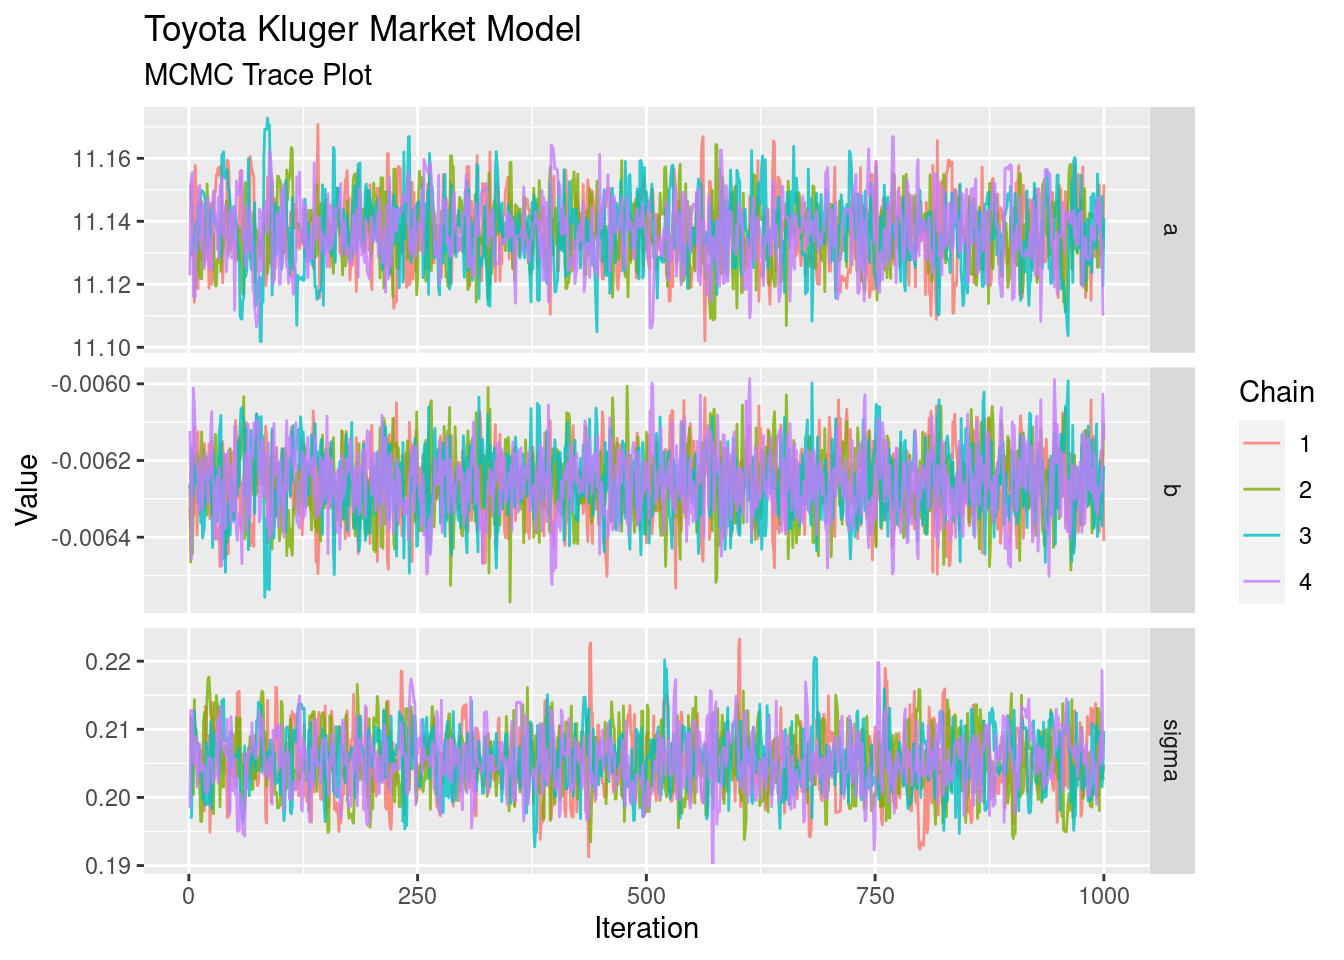 Toyota Kluger Market Model
MCMC Trace Plot
11.16
11.14
11.12
11.10
a
-0.0060
-0.0062
-0.0064
b
0.22
0.21
0.20
0.19
sigma
0
250
500
750
1000
Iteration
Value
Chain
1
2
3
4